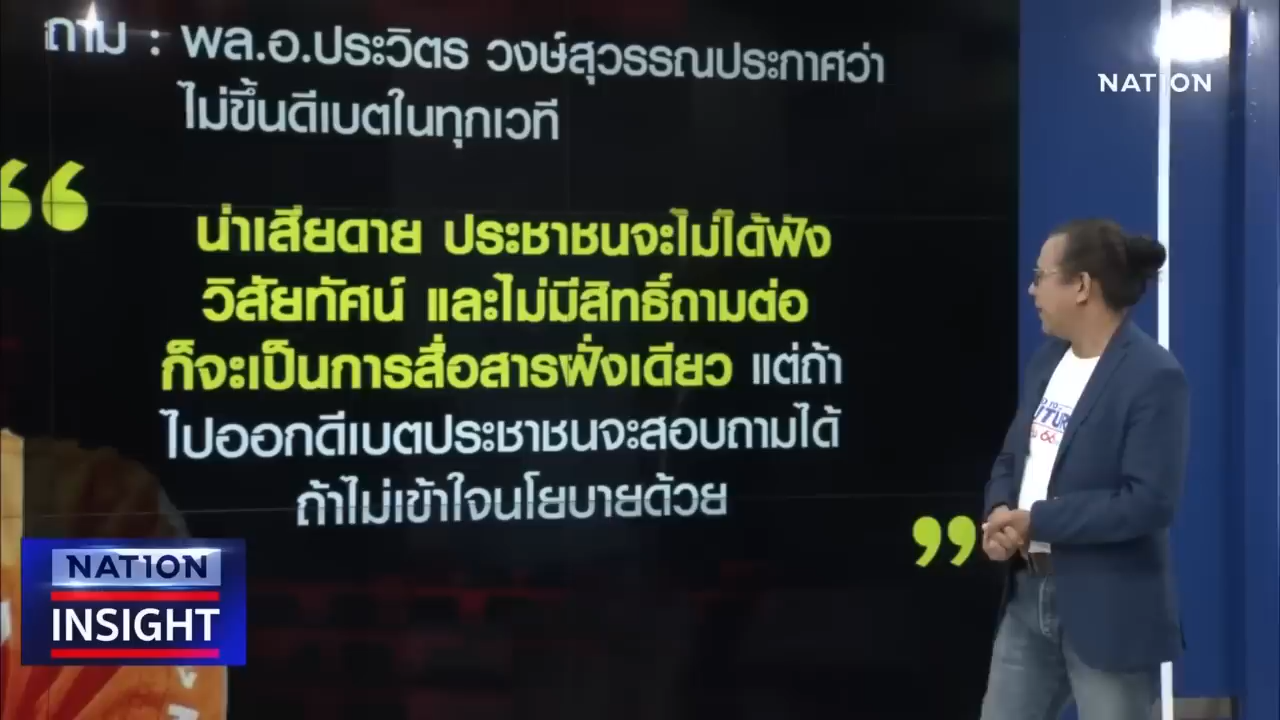 ถาม : พล.อ.ประวิตร วงษ์สุวรรณประกาศว่า
ไม่ขึ้นดีเบตในทุกเวที
NATION
“
น่าเสียดาย ประชาชนจะไม่ได้ฟัง
วิสัยทัศน์ และไม่มีสิทธิ์ถามต่อ
ก็จะเป็นการสื่อสารฝั่งเดียว แต่ถ้า
ไปออกดีเบตประชาชนจะสอบถามได้
ถ้าไม่เข้าใจนโยบายด้วย
”
NATION
INSIGHT